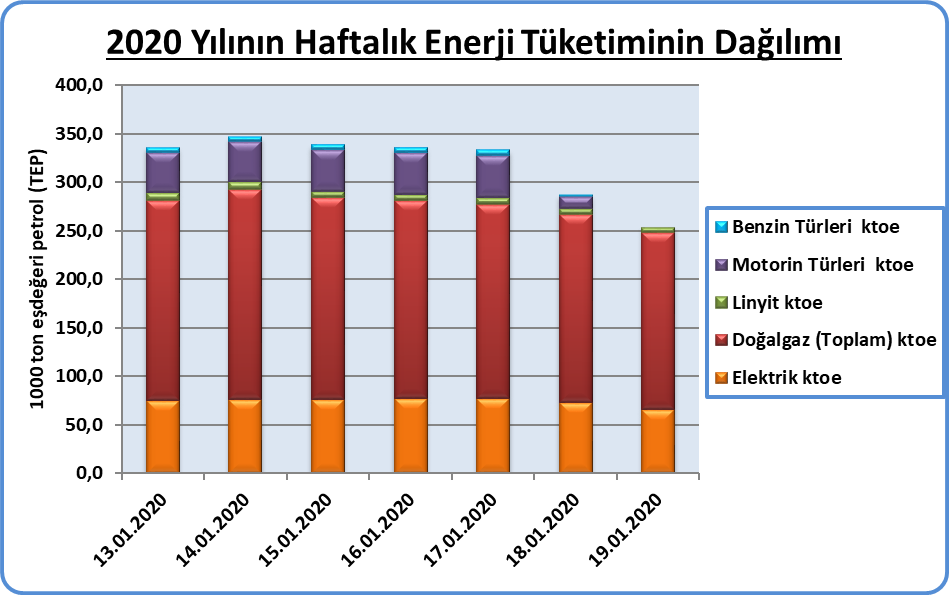 2020 Yılının Haftalık Enerji Tüketiminin Dağılımı
1000 ton eşdeğeri petrol (TEP)
400,0
350,0
300,0
250,0
200,0
150,0
100,0
50,0
0,0
13.01.2020
14.01.2020
15.01.2020
16.01.2020
17.01.2020
18.01.2020
19.01.2020
Benzin Türleri ktoe
Motorin Türleri ktoe
Linyit ktoe
Doğalgaz (Toplam) ktoe
Elektrik ktoe